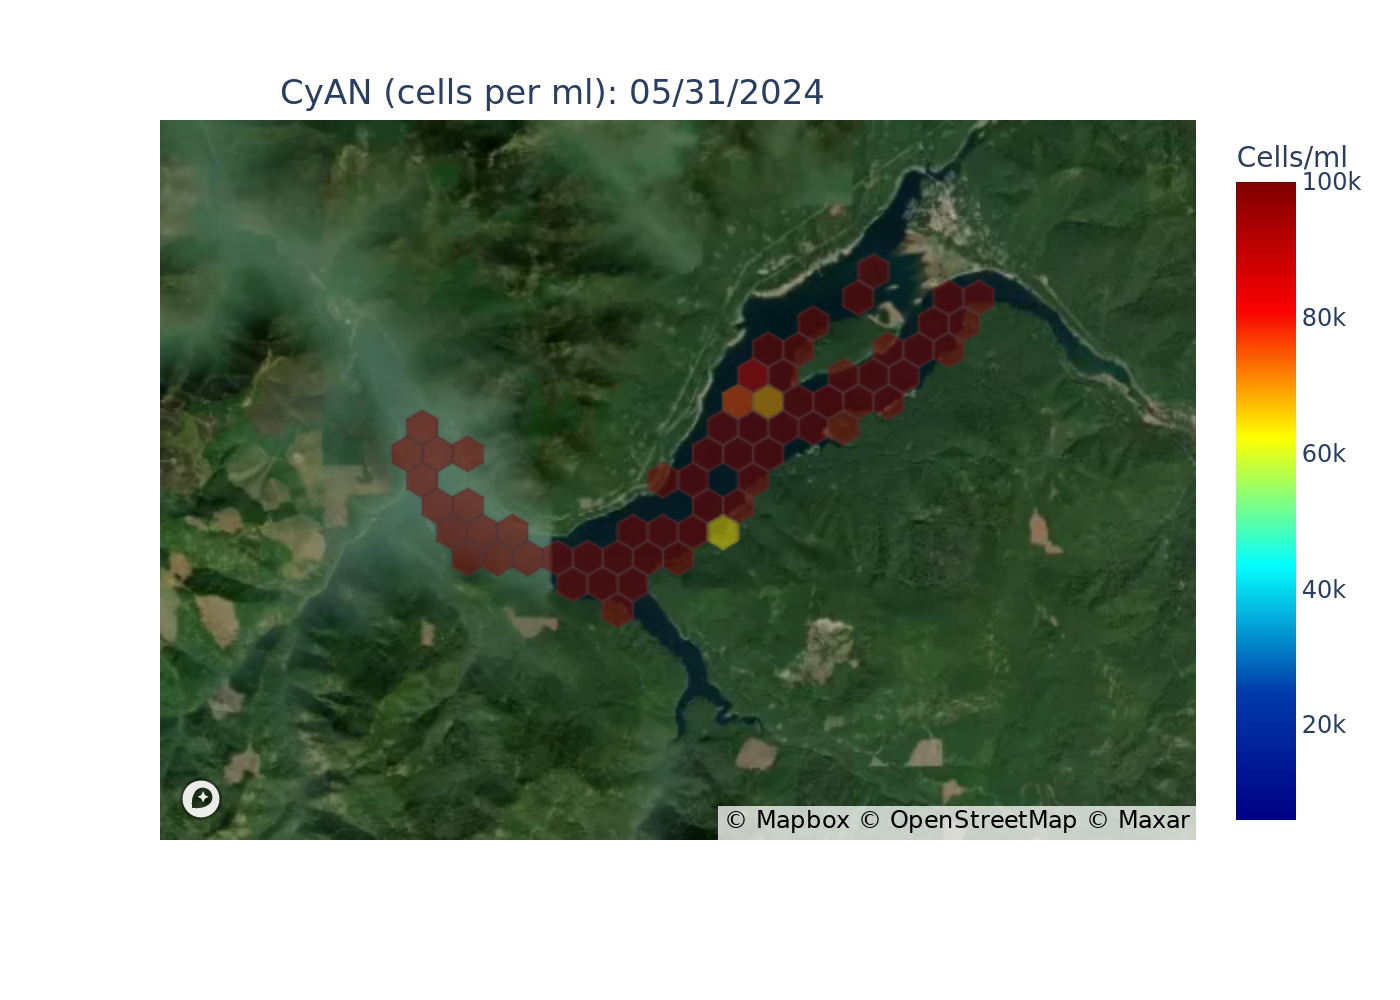 CyAN (cells per ml): 05/31/2024
Cells/ml
100k
80k
60k
40k
20k
© Mapbox © OpenStreetMap © Maxar